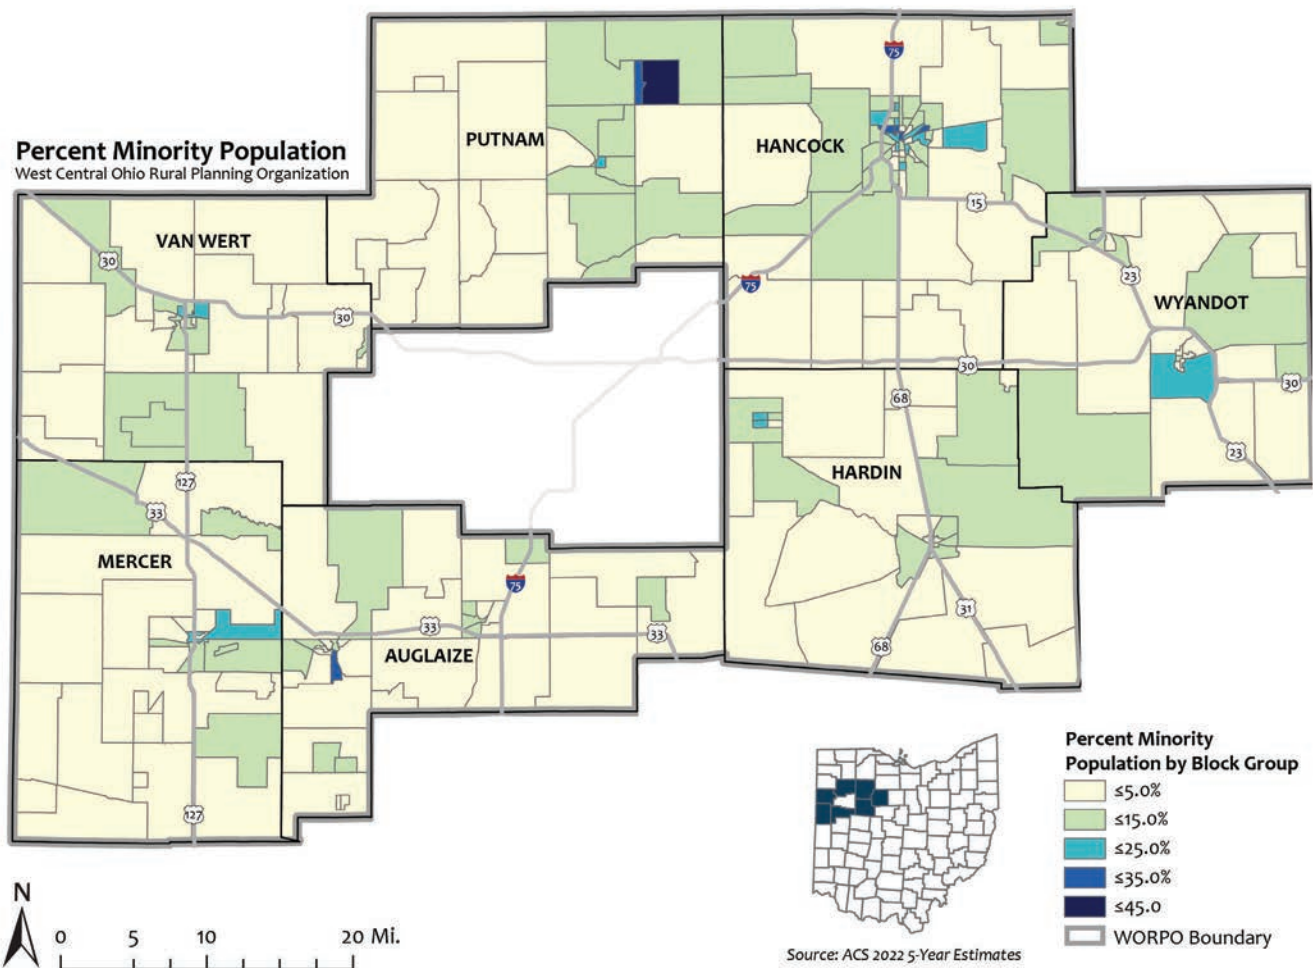 Percent Minority Population
West Central Ohio Rural Planning Organization
PUTNAM
HANCOCK
75
15
VAN WERT
30
30
75
23
WYANDOT
30
30
23
68
HARDIN
127
33
MERCER
75
33
33
AUGLAIZE
31
68
127
N
0 5 10 20 Mi.
Source: ACS 2022 5-Year Estimates
Percent Minority
Population by Block Group
≤5.0%
≤15.0%
≤25.0%
≤35.0%
≤45.0
WORPO Boundary